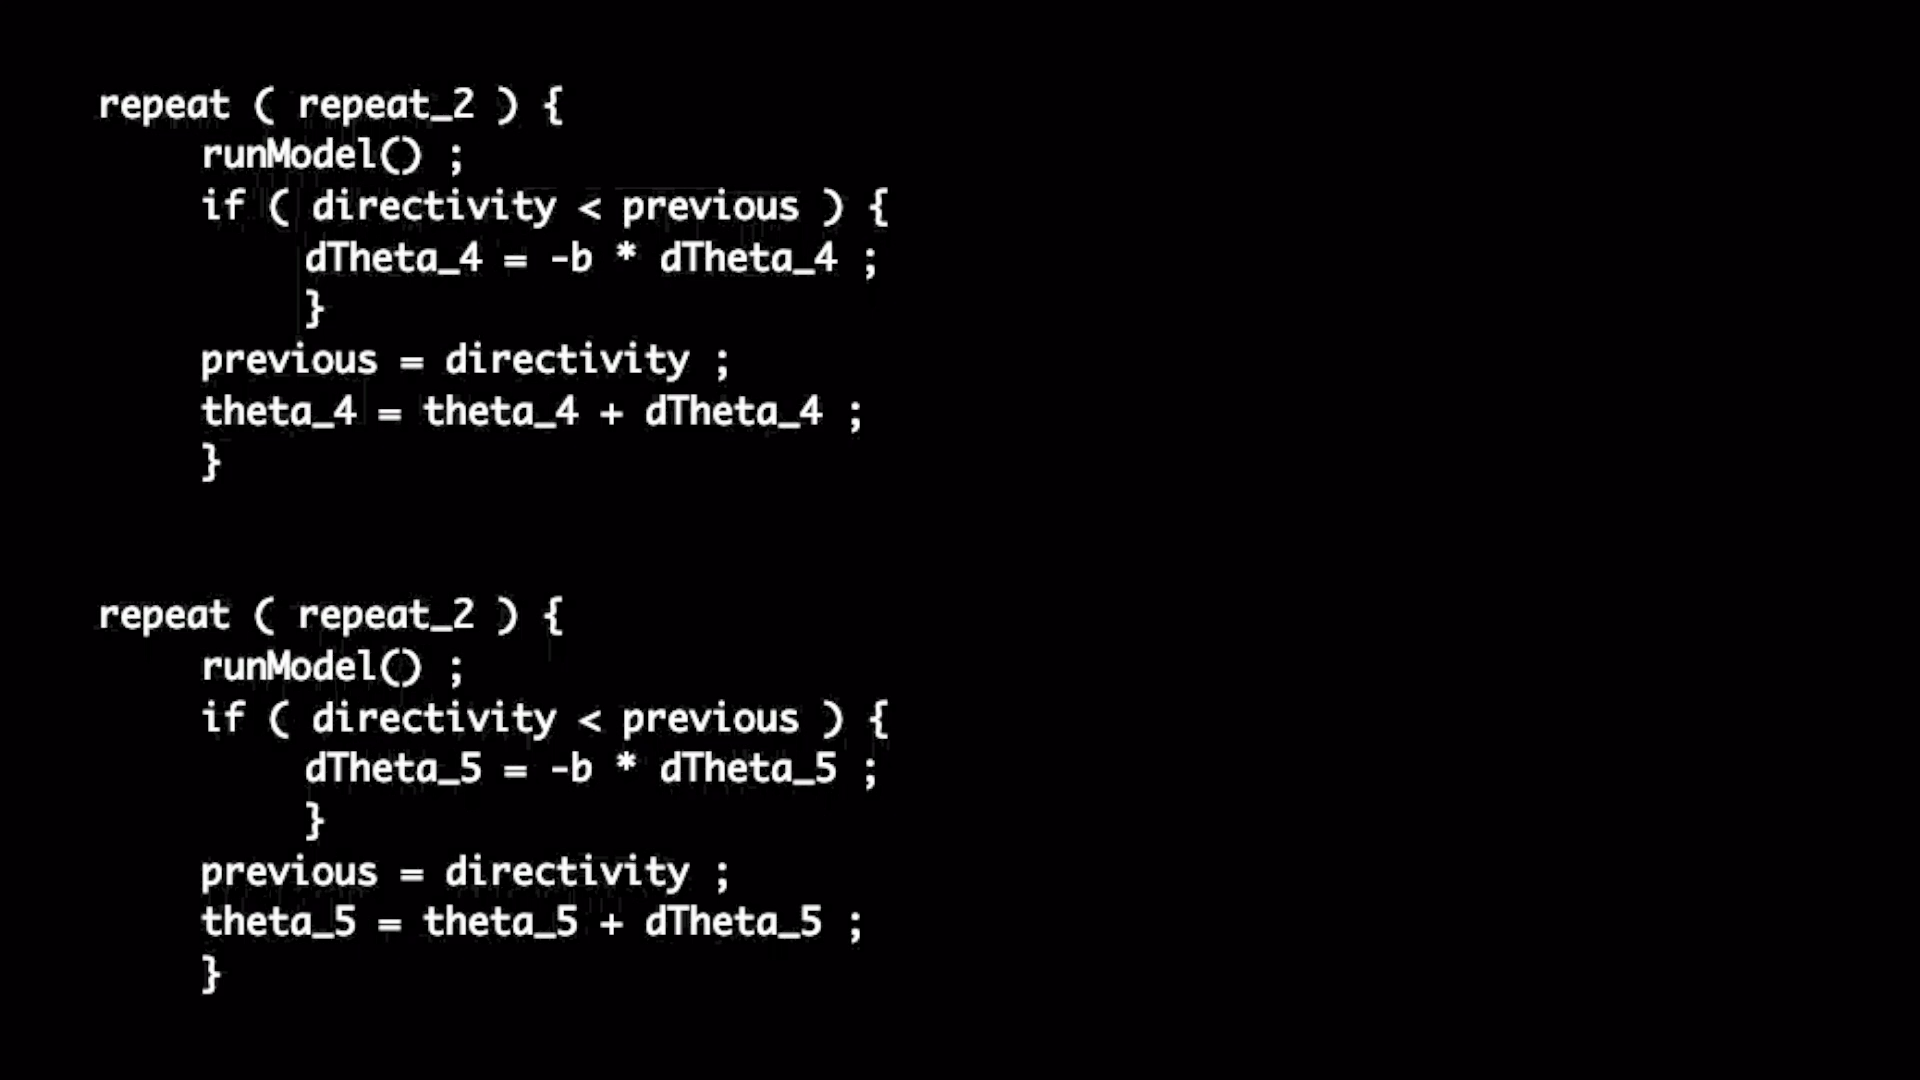 repeat ( repeat_2 ) {
runModel() ;
if ( directivity < previous ) {
dTheta_4 = -b * dTheta_4 ;
}
previous = directivity ;
theta_4 = theta_4 + dTheta_4 ;
}
repeat ( repeat_2 ) {
runModel() ;
if ( directivity < previous ) {
dTheta_5 = -b * dTheta_5 ;
}
previous = directivity ;
theta_5 = theta_5 + dTheta_5 ;
}